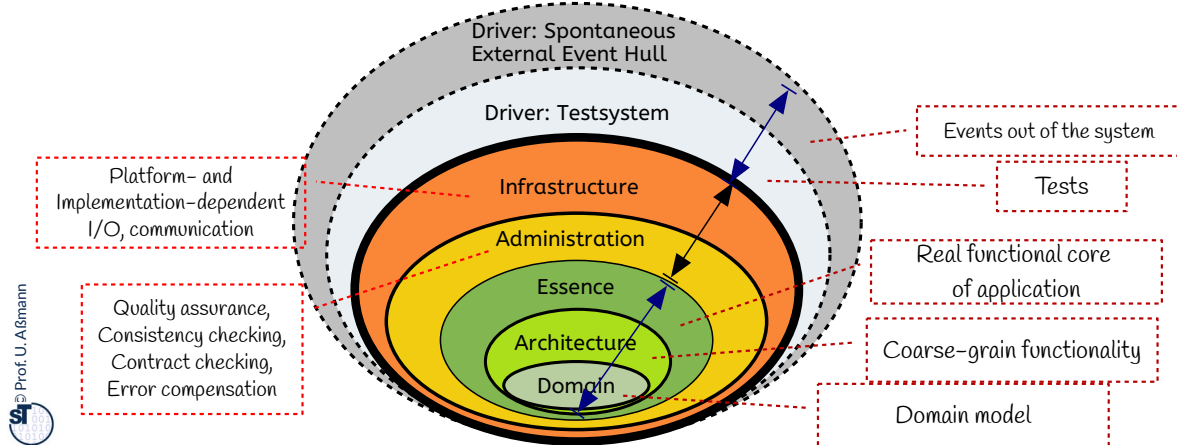 Driver: Spontaneous
External Event Hull
Driver: Testsystem
Events out of the system
Tests
Platform- and
Implementation-dependent
I/O, communication
Infrastructure
Administration
Real functional core
of application
Essence
Quality assurance,
Consistency checking,
Contract checking,
Error compensation
Architecture
Coarse-grain functionality
Domain
Domain model
© Prof. U. Aßmann
ST